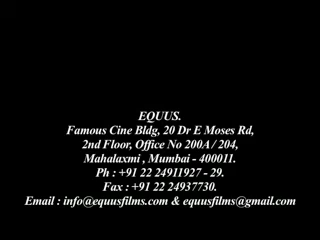 EQUUS.
Famous Cine Bldg, 20 Dr E Moses Rd,
2nd Floor, Office No 200A / 204,
Mahalaxmi , Mumbai - 400011.
Ph : +91 22 24911927 - 29.
Fax : +91 22 24937730.
Email : info@equusfilms.com & equusfilms@gmail.com